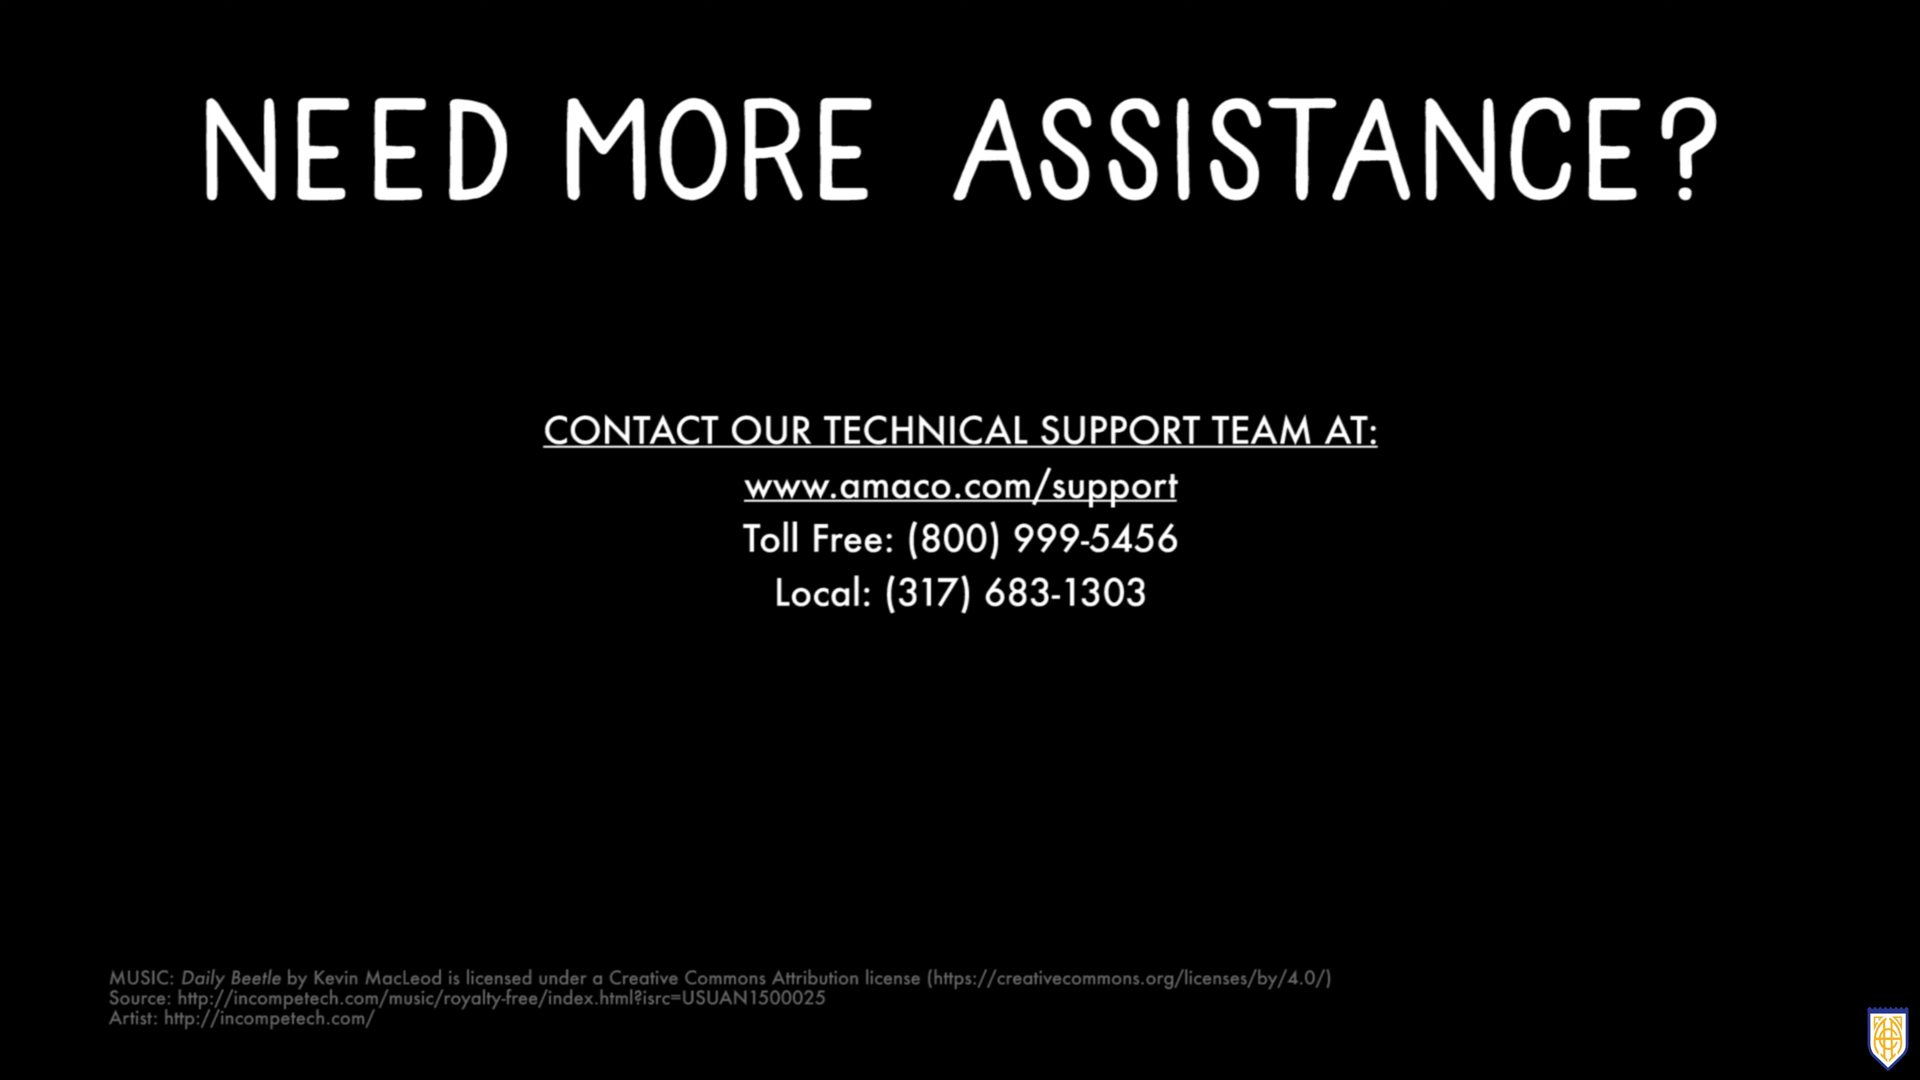 NEED MORE ASSISTANCE?
CONTACT OUR TECHNICAL SUPPORT TEAM AT:
www.amaco.com/support
Toll Free: (800) 999-5456
Local: (317) 683-1303
MUSIC: Daily Beetle by Kevin MacLeod is licensed under a Creative Commons Attribution license (https://creativecommons.org/licenses/by/4.0/)
Source: http://incompetech.com/music/royalty-free/index.html?isrc=USUAN1500025
Artist: http://incompetech.com/